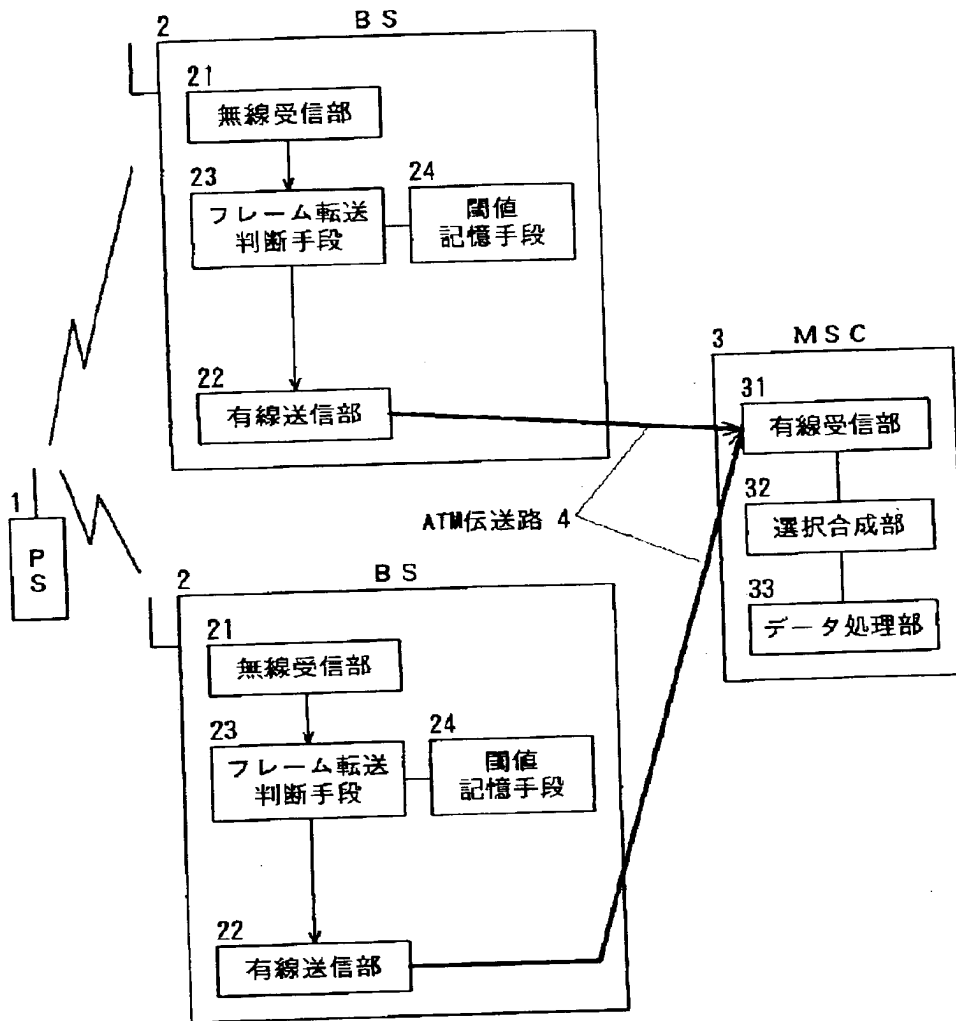 2 BS
21
無線受信部
23
フレーム転送
判断手段
24
閾値
記憶手段
22
有線送信部
3 MSC
31
有線受信部
32
選択合成部
33
データ処理部
ATM伝送路 4
1
PS
2 BS
21
無線受信部
23
フレーム転送
判断手段
24
閾値
記憶手段
22
有線送信部